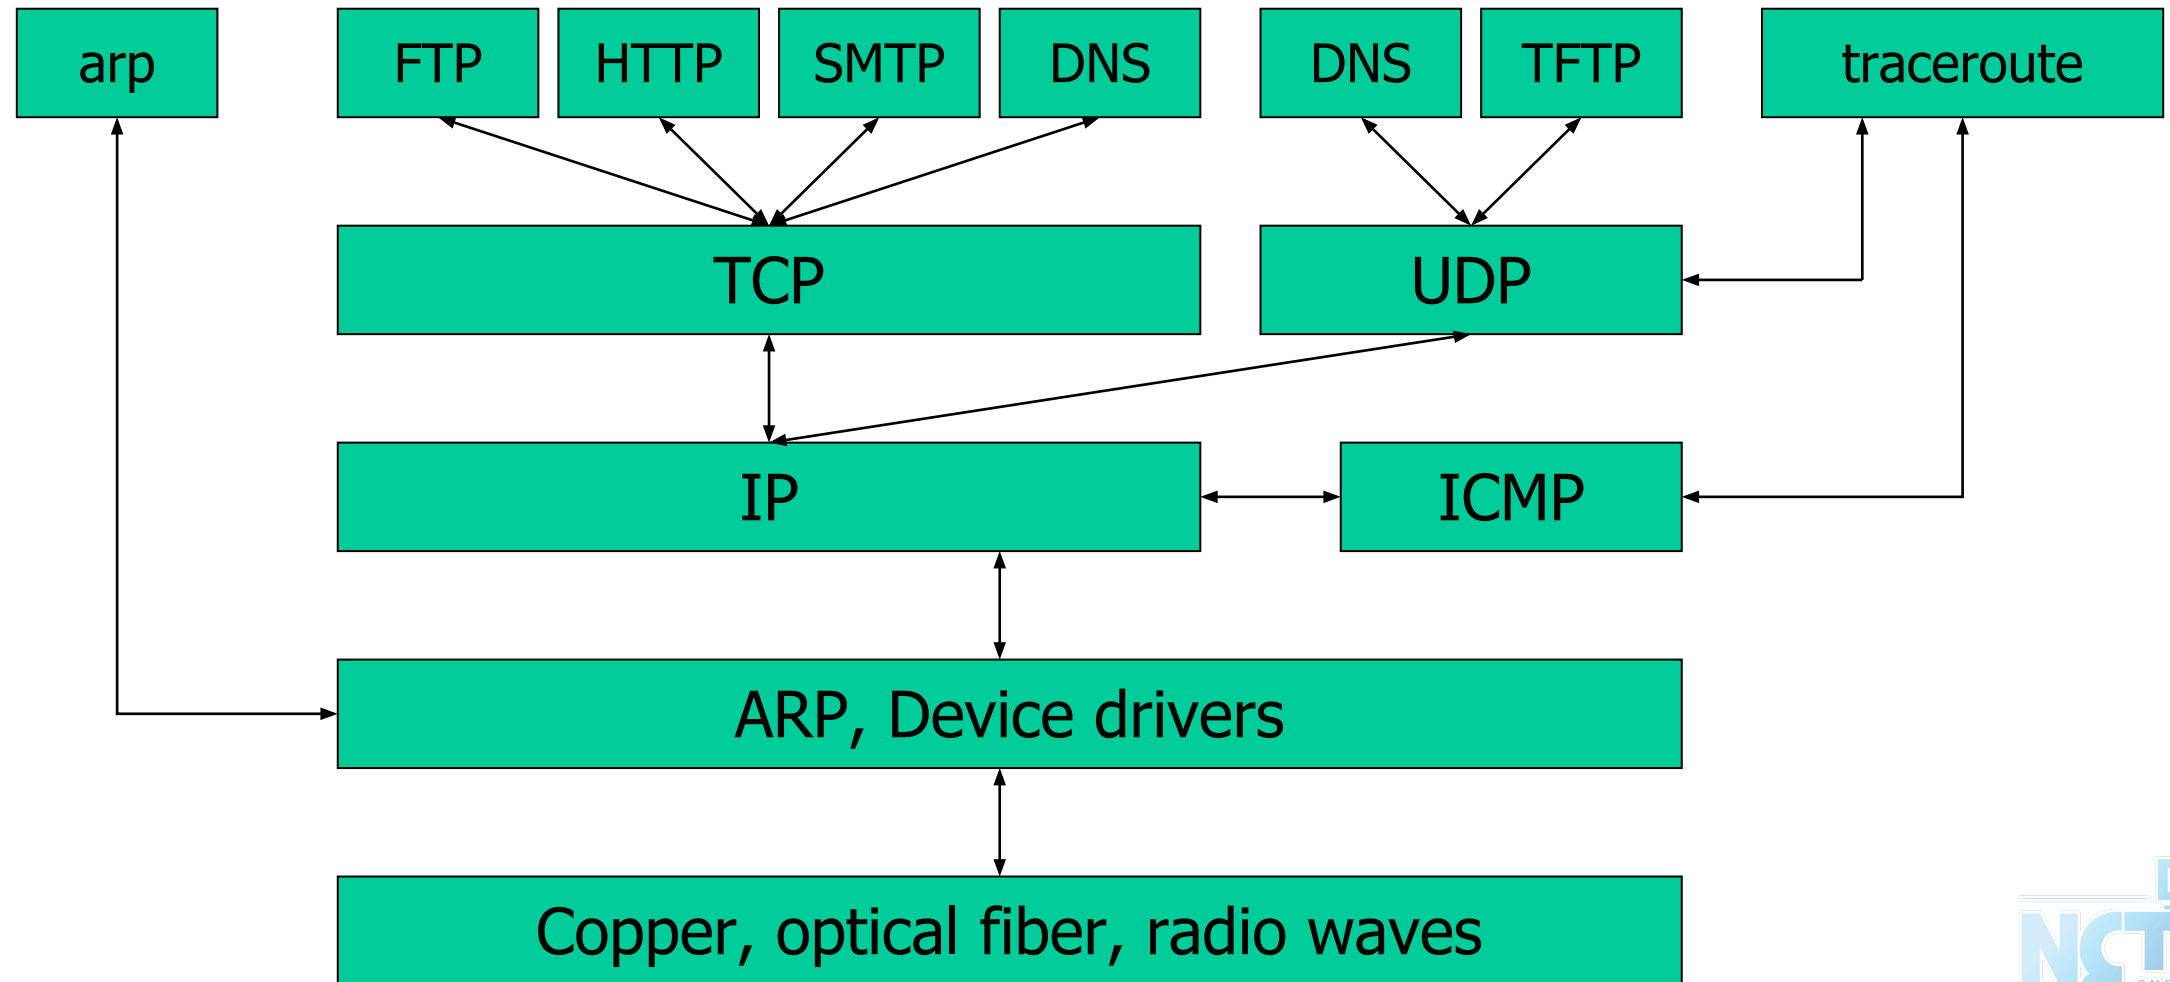 arp
FTP
HTTP
SMTP
DNS
DNS
TFTP
traceroute
TCP
UDP
IP
ICMP
ARP, Device drivers
Copper, optical fiber, radio waves
NCT